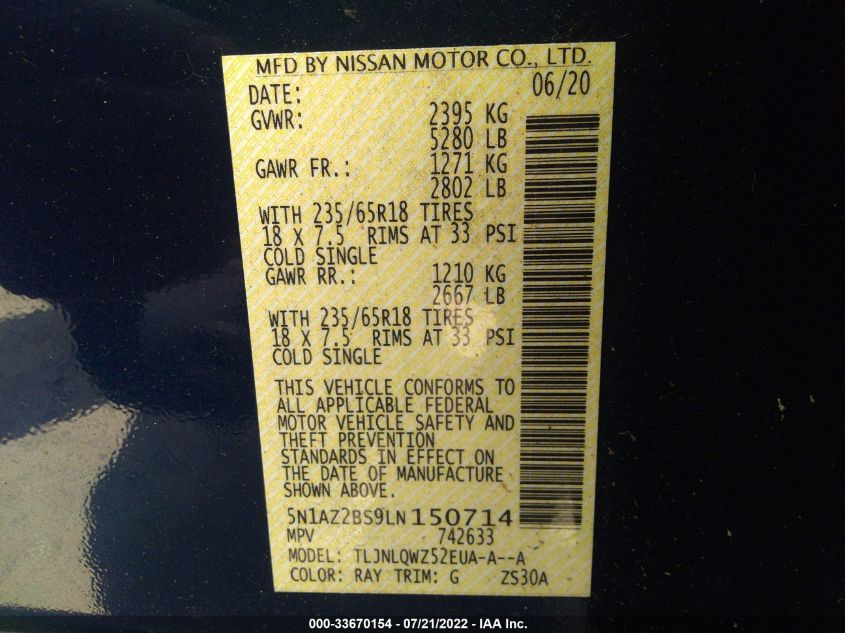 MFD BY NISSAN MOTOR CO., LTD.
DATE: 06/20
GVWR: 2395 KG
5280 LB
GAWR FR.: 1271 KG
2802 LB
WITH 235/65R18 TIRES
18 X 7.5 RIMS AT 33 PSI
COLD SINGLE
GAWR RR.: 1210 KG
2667 LB
WITH 235/65R18 TIRES
18 X 7.5 RIMS AT 33 PSI
COLD SINGLE
THIS VEHICLE CONFORMS TO
ALL APPLICABLE FEDERAL
MOTOR VEHICLE SAFETY AND
THEFT PREVENTION
STANDARDS IN EFFECT ON
THE DATE OF MANUFACTURE
SHOWN ABOVE.
5N1AZ2BS9LN150714
MPV 742633
MODEL: TLJNLQWZ52EUA-A--A
COLOR: RAY TRIM: G ZS30A
000-33670154 - 07/21/2022 - IAA Inc.